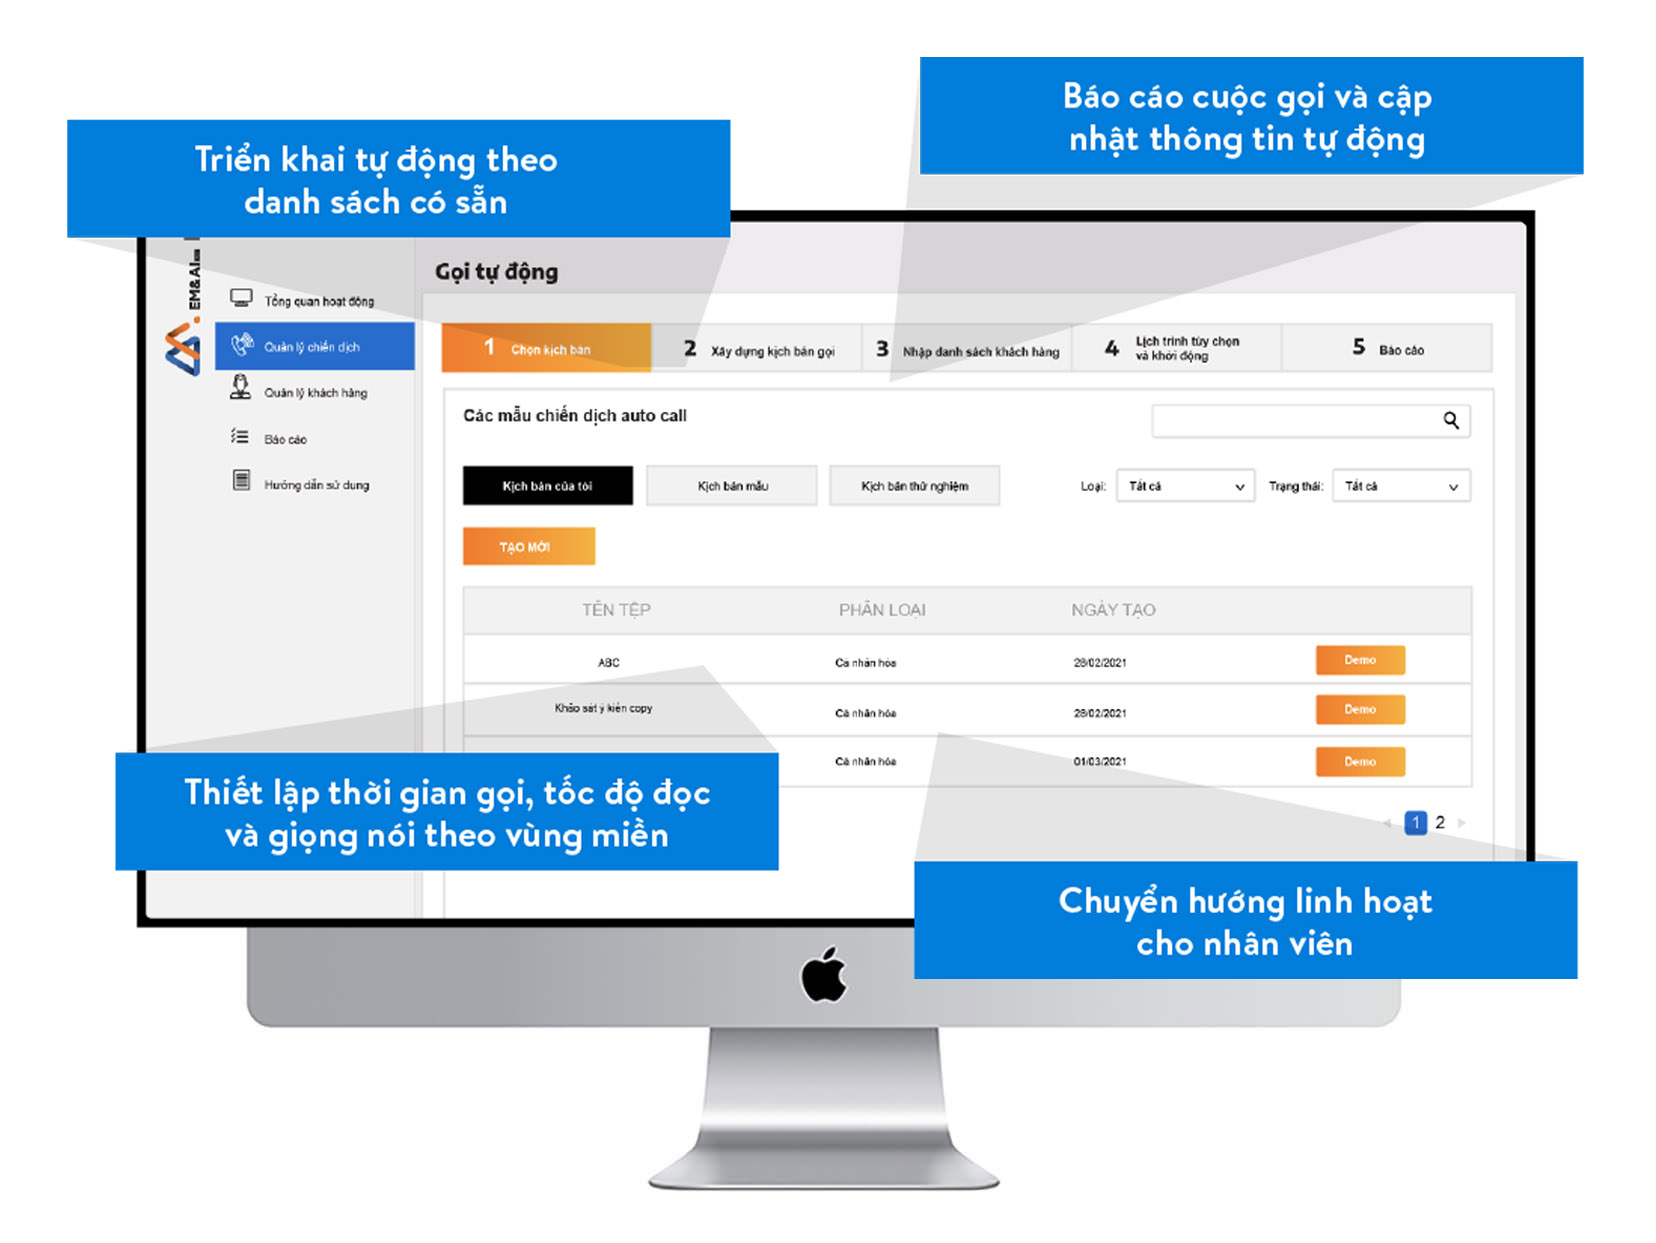 Báo cáo cuộc gọi và cập
nhật thông tin tự động
Triển khai tự động theo
danh sách có sẵn
EM&AI
Gọi tự động
Tổng quan hoạt động
Quản lý chiến dịch
Quản lý khách hàng
Báo cáo
Hướng dẫn sử dụng
1 Chọn kịch bản
2 Xây dựng kịch bản gọi
3 Nhập danh sách khách hàng
4 Lịch trình tùy chọn
và khởi động
5 Báo cáo
Các mẫu chiến dịch auto call
Kịch bản của tôi
Kịch bản mẫu
Kịch bản thử nghiệm
Loại: Tất cả
Trạng thái: Tất cả
TẠO MỚI
TÊN TỆP PHÂN LOẠI NGÀY TẠO
ABC Cá nhân hóa 28/02/2021 Demo
Khảo sát ý kiến copy Cá nhân hóa 28/02/2021 Demo
Cá nhân hóa 01/03/2021 Demo
1 2
Thiết lập thời gian gọi, tốc độ đọc
và giọng nói theo vùng miền
Chuyển hướng linh hoạt
cho nhân viên